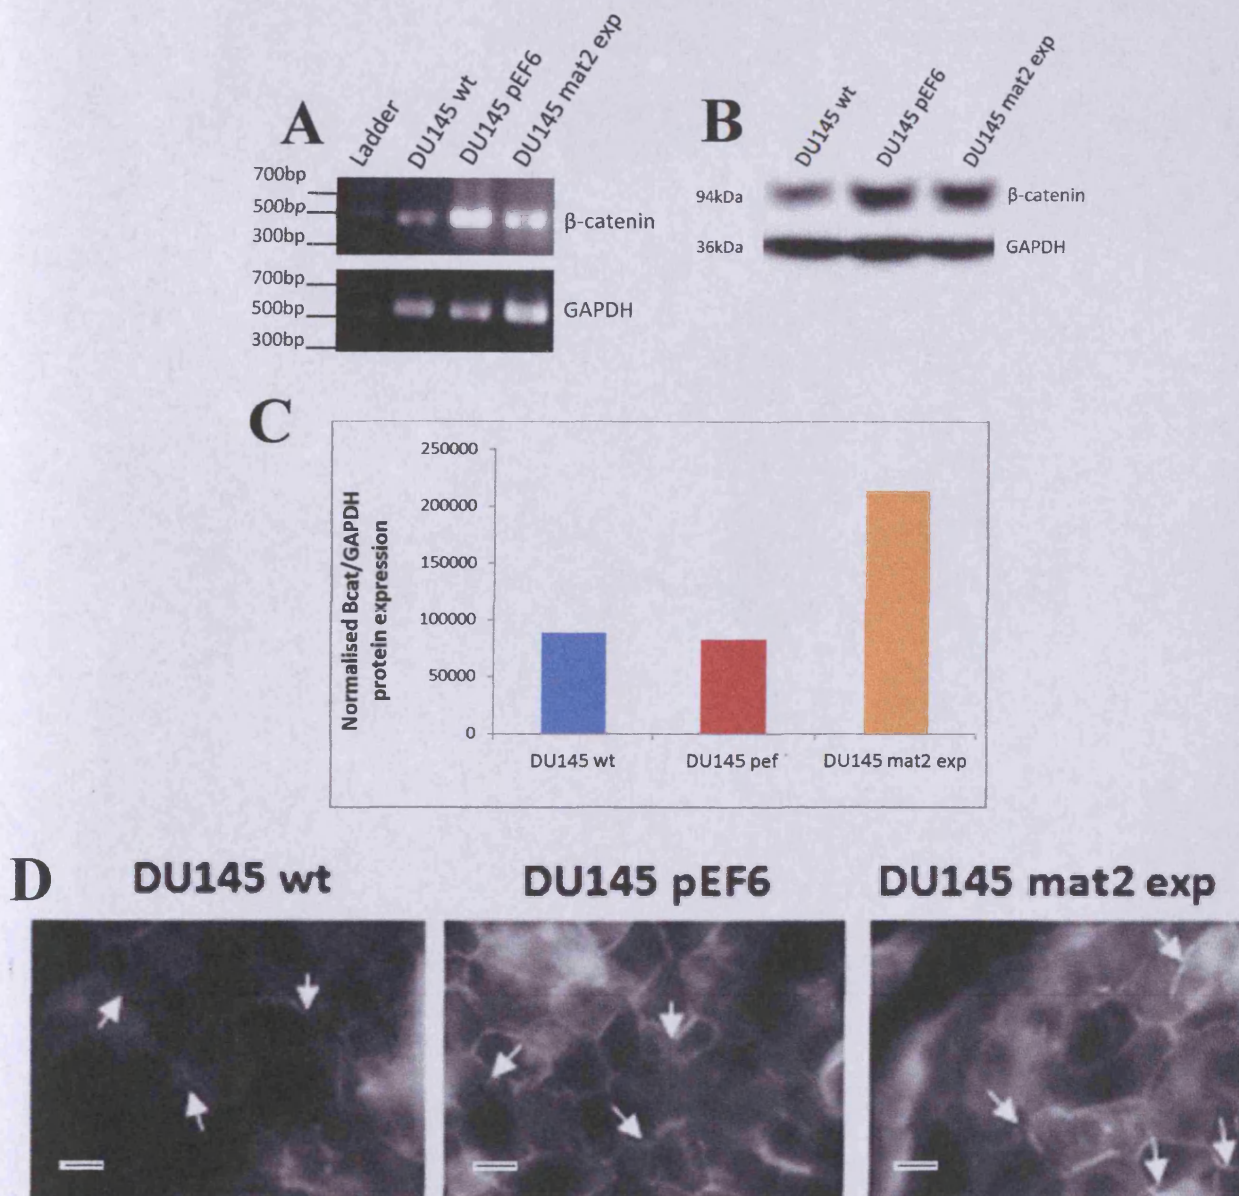 A
Ladder
DU145 wt
DU145 pEF6
DU145 mat2 exp
700bp
500bp
300bp
β-catenin
700bp
500bp
300bp
GAPDH
B
DU145 wt
DU145 pEF6
DU145 mat2 exp
94kDa
β-catenin
36kDa
GAPDH
C
Normalised Bcat/GAPDH
protein expression
250000
200000
150000
100000
50000
0
DU145 wt
DU145 pef
DU145 mat2 exp
D
DU145 wt
DU145 pEF6
DU145 mat2 exp